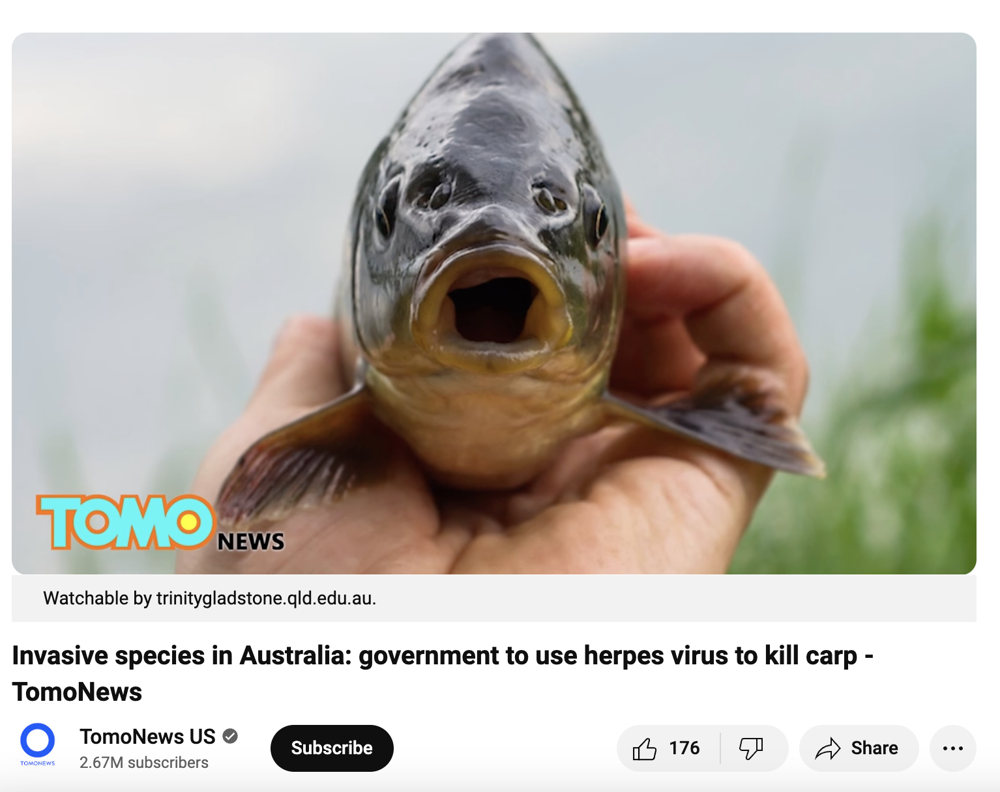 TOMO NEWS
Watchable by trinitygladstone.qld.edu.au.
Invasive species in Australia: government to use herpes virus to kill carp -
TomoNews
TOMONEWS
TomoNews US
2.67M subscribers
Subscribe
176
Share